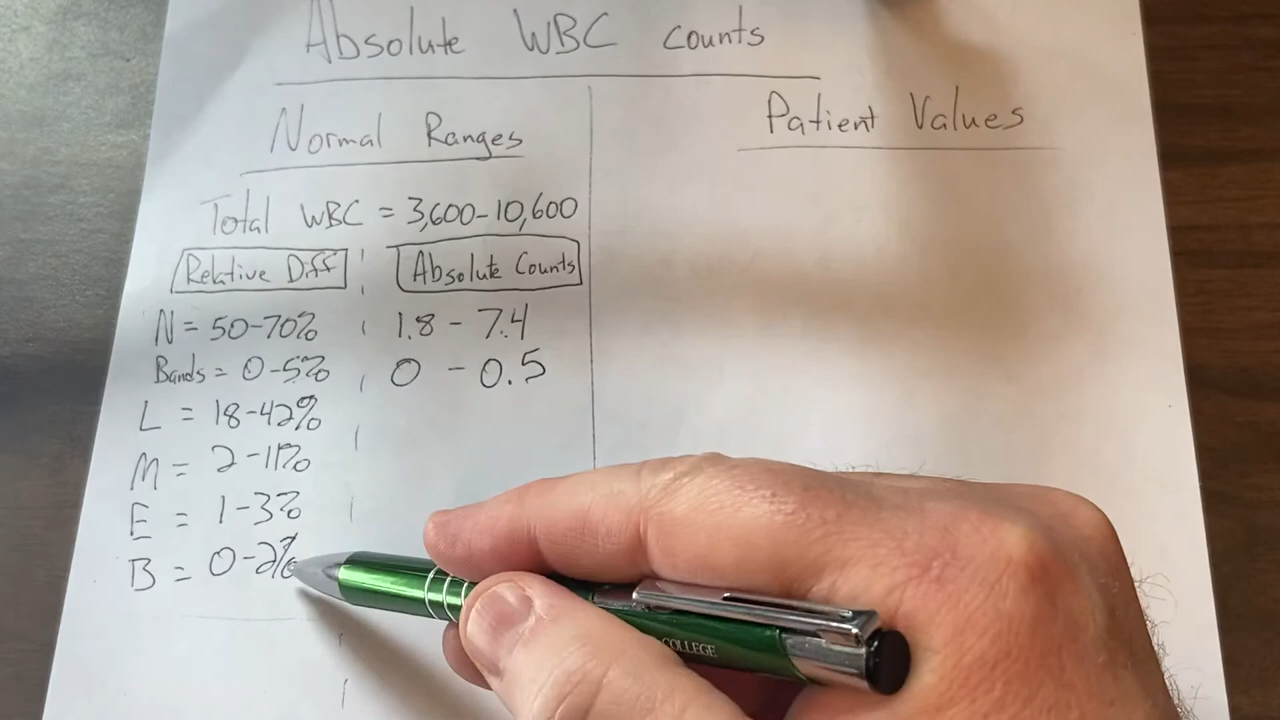 Absolute WBC counts
Normal Ranges
Total WBC = 3,600-10,600
Relative Diff Absolute Counts
N = 50-70% 1.8 - 7.4
Bands = 0-5% 0 - 0.5
L = 18-42%
M = 2-11%
E = 1-3%
B = 0-2%
Patient Values
COLLEGE